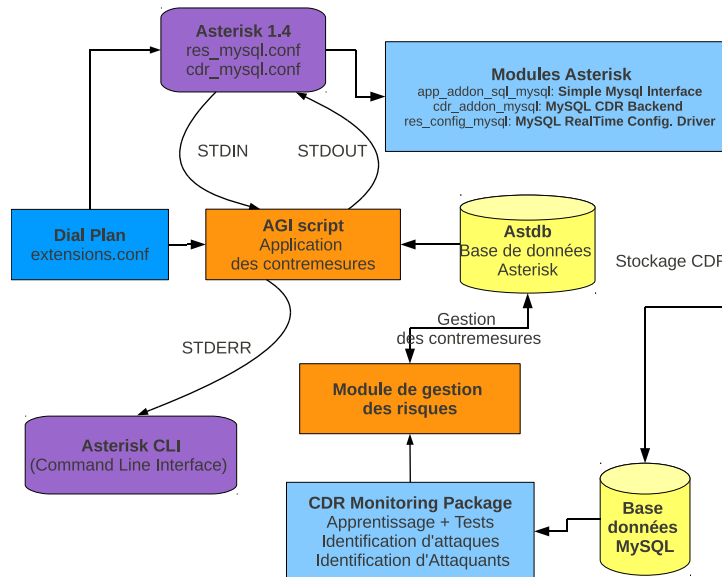 Asterisk 1.4
res_mysql.conf
cdr_mysql.conf
Modules Asterisk
app_addon_sql_mysql: Simple Mysql Interface
cdr_addon_mysql: MySQL CDR Backend
res_config_mysql: MySQL RealTime Config. Driver
STDIN
STDOUT
Dial Plan
extensions.conf
AGI script
Application
des contremesures
Astdb
Base de données
Asterisk
Stockage CDR
Gestion
des contremesures
STDERR
Module de gestion
des risques
Asterisk CLI
(Command Line Interface)
CDR Monitoring Package
Apprentissage + Tests
Identification d'attaques
Identification d'Attaquants
Base
données
MySQL